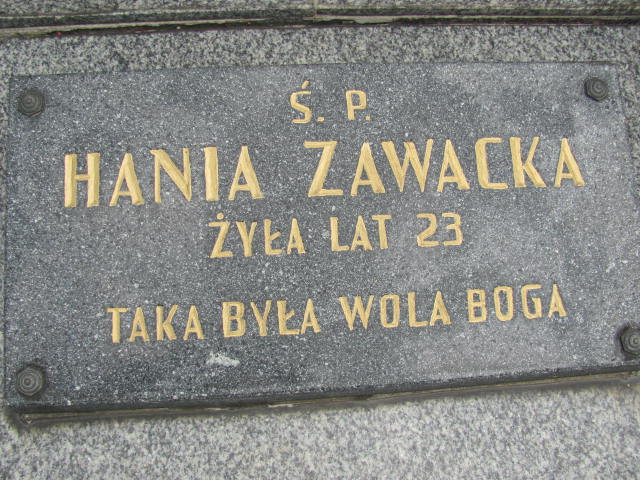 Ś. P.
HANIA ZAWACKA
ŻYŁA LAT 23
TAKA BYŁA WOLA BOGA